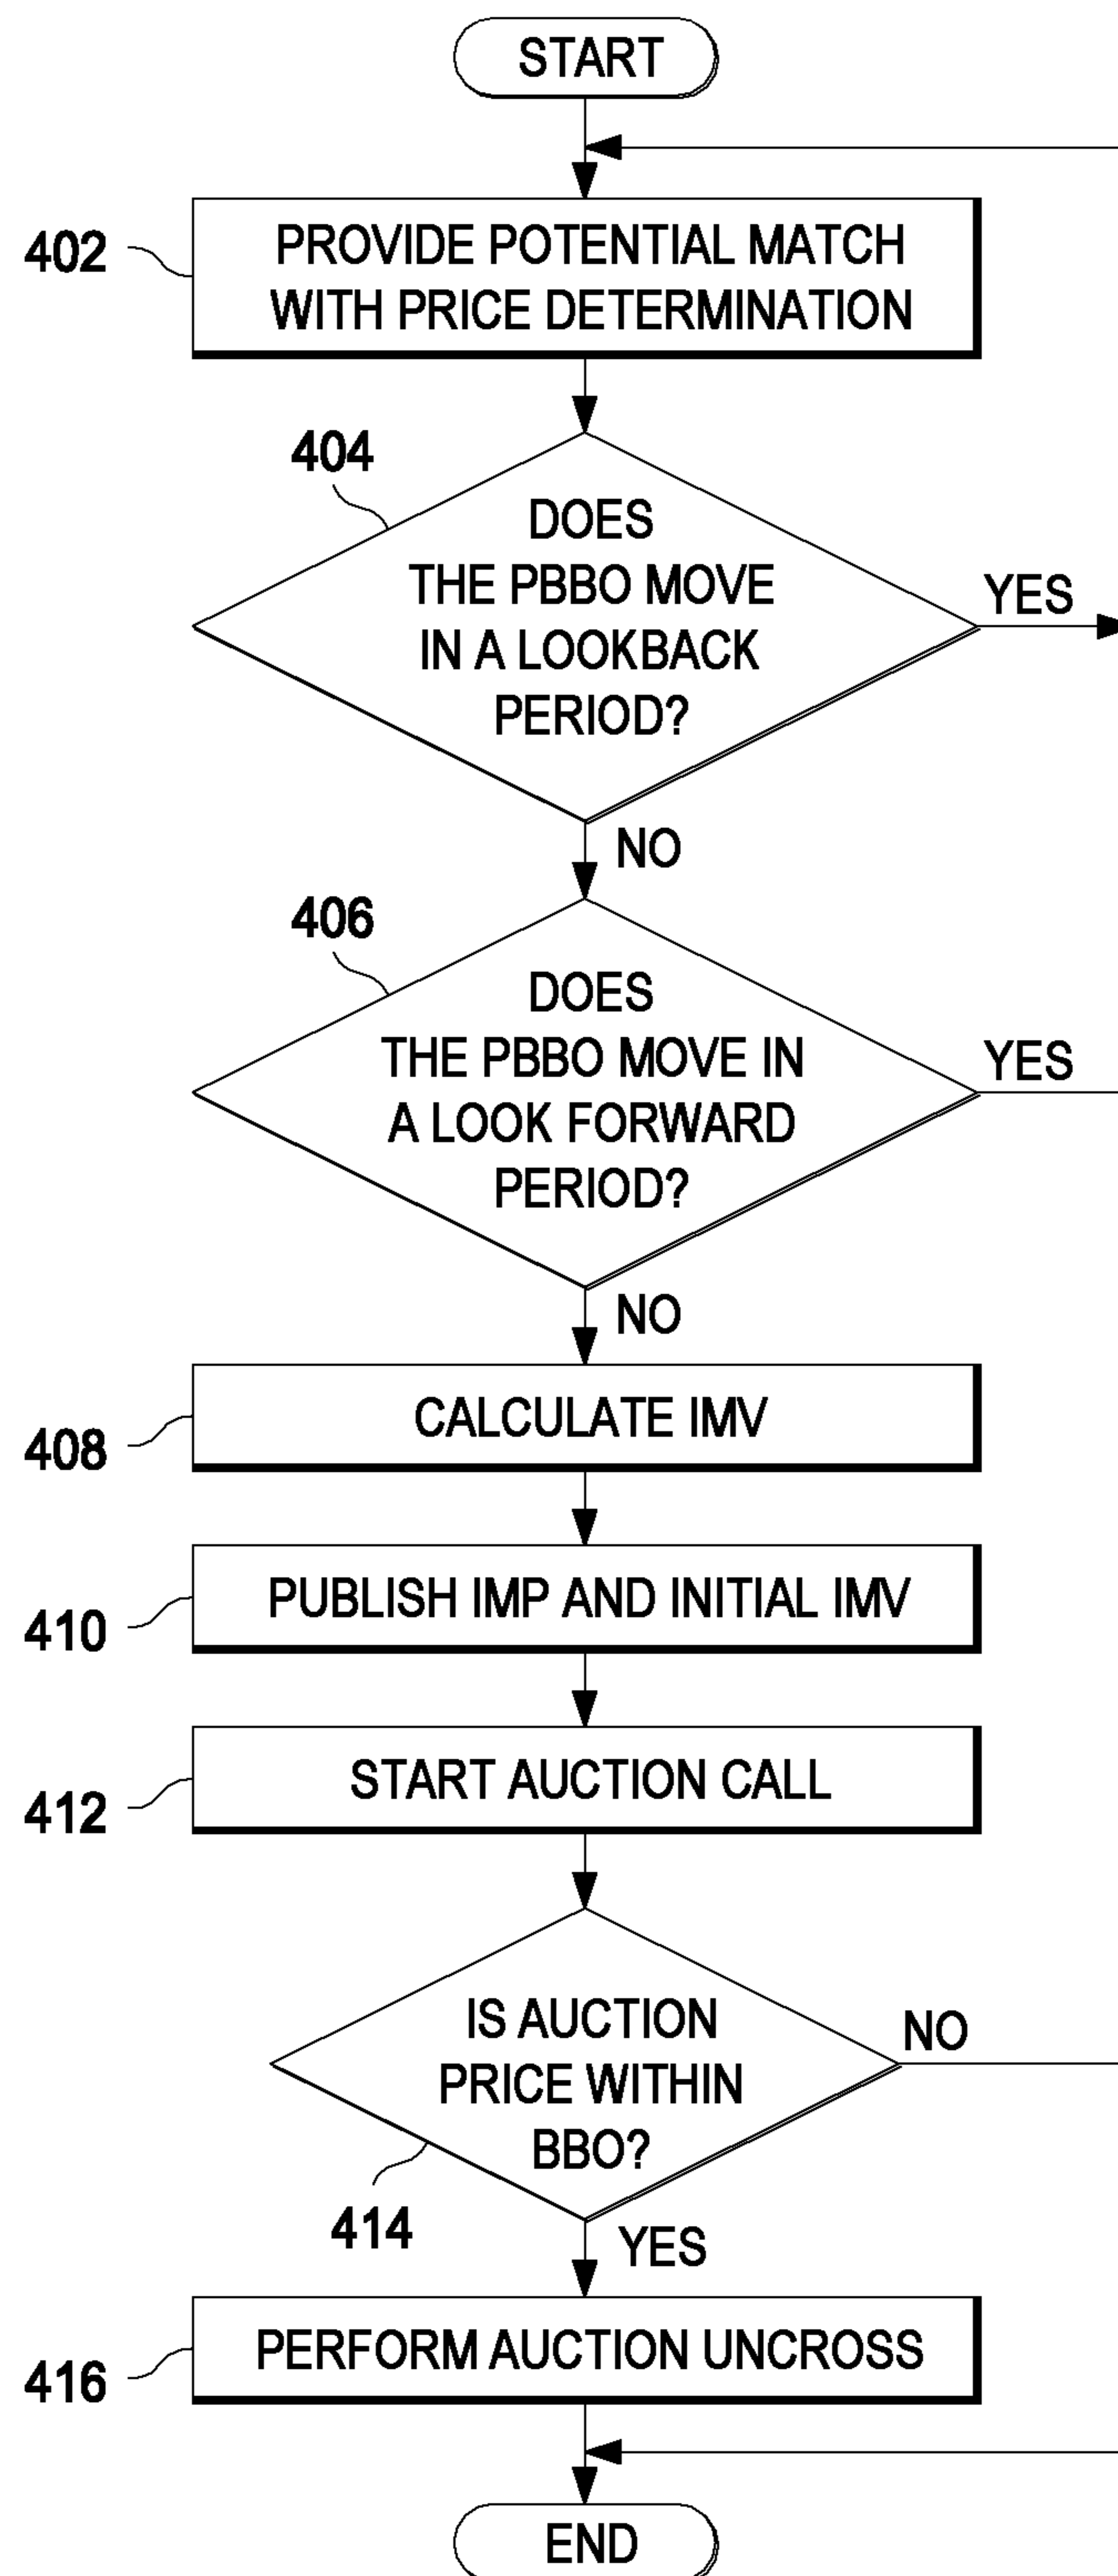 START
402
PROVIDE POTENTIAL MATCH
WITH PRICE DETERMINATION
404
DOES
THE PBBO MOVE
IN A LOOKBACK
PERIOD?
YES
NO
406
DOES
THE PBBO MOVE IN
A LOOK FORWARD
PERIOD?
YES
NO
408
CALCULATE IMV
410
PUBLISH IMP AND INITIAL IMV
412
START AUCTION CALL
IS AUCTION
PRICE WITHIN
BBO?
NO
414
YES
416
PERFORM AUCTION UNCROSS
END